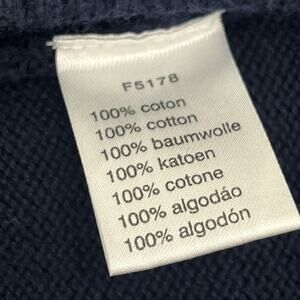 F5178
100% coton
100% cotton
100% baumwolle
100% katoen
100% cotone
100% algodáo
100% algodón